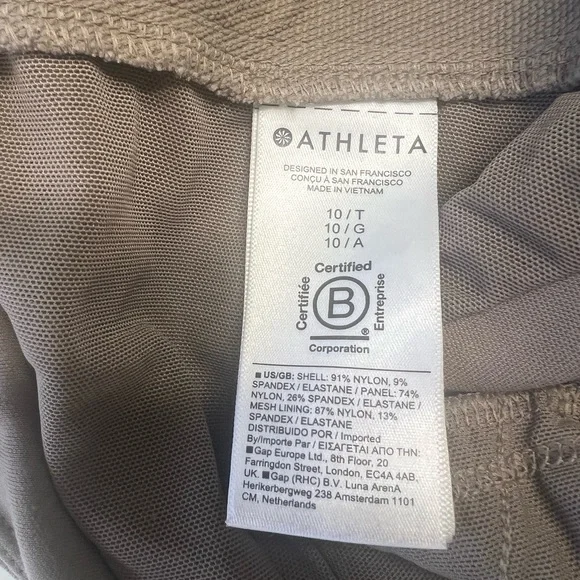 ATHLETA
DESIGNED IN SAN FRANCISCO
CONÇU À SAN FRANCISCO
MADE IN VIETNAM
10 / T
10 / G
10 / A
Certified
Certifiée
B
Entreprise
®
Corporation
■ US/GB: SHELL: 91% NYLON, 9%
SPANDEX / ELASTANE / PANEL: 74%
NYLON, 26% SPANDEX / ELASTANE /
MESH LINING: 87% NYLON, 13%
SPANDEX / ELASTANE
DISTRIBUIDO POR / Imported
By/Importe Par / ΕΙΣΑΓΕΤΑΙ ΑΠΟ ΤΗΝ:
■ Gap Europe Ltd., 8th Floor, 20
Farringdon Street, London, EC4A 4AB,
UK. ■ Gap (RHC) B.V. Luna ArenA
Herikerbergweg 238 Amsterdam 1101
CM, Netherlands